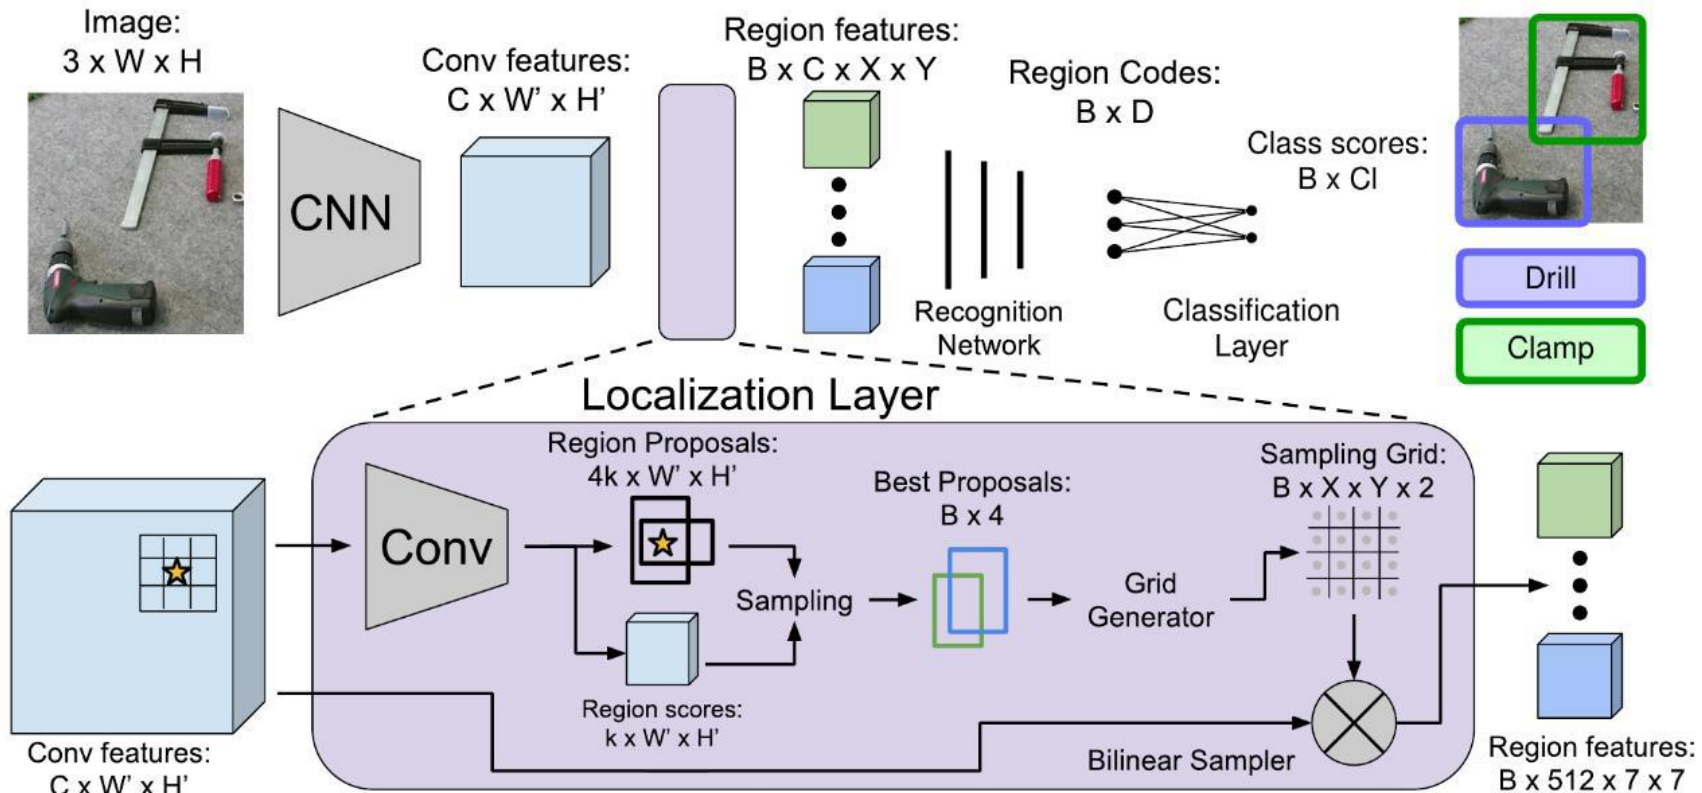 Image:
3 x W x H
CNN
Conv features:
C x W' x H'
Region features:
B x C x X x Y
Recognition
Network
Region Codes:
B x D
Classification
Layer
Class scores:
B x Cl
Drill
Clamp
Localization Layer
Conv features:
C x W' x H'
Conv
Region Proposals:
4k x W' x H'
Region scores:
k x W' x H'
Sampling
Best Proposals:
B x 4
Grid
Generator
Sampling Grid:
B x X x Y x 2
Bilinear Sampler
Region features:
B x 512 x 7 x 7